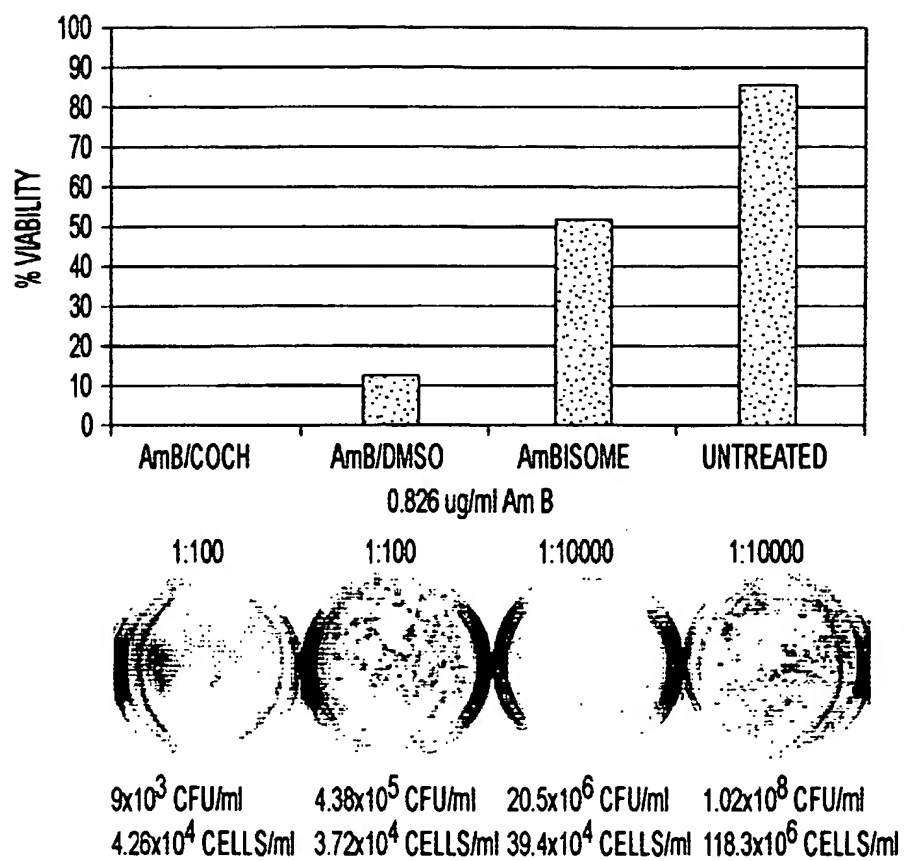 100
90
80
70
60
50
40
30
20
10
0
% VIABILITY
AmB/COCH AmB/DMSO AmBISOME UNTREATED
0.826 ug/ml Am B
1:100 1:100 1:10000 1:10000
9x10³ CFU/ml 4.38x10⁵ CFU/ml 20.5x10⁶ CFU/ml 1.02x10⁸ CFU/ml
4.26x10⁴ CELLS/ml 3.72x10⁴ CELLS/ml 39.4x10⁴ CELLS/ml 118.3x10⁶ CELLS/ml